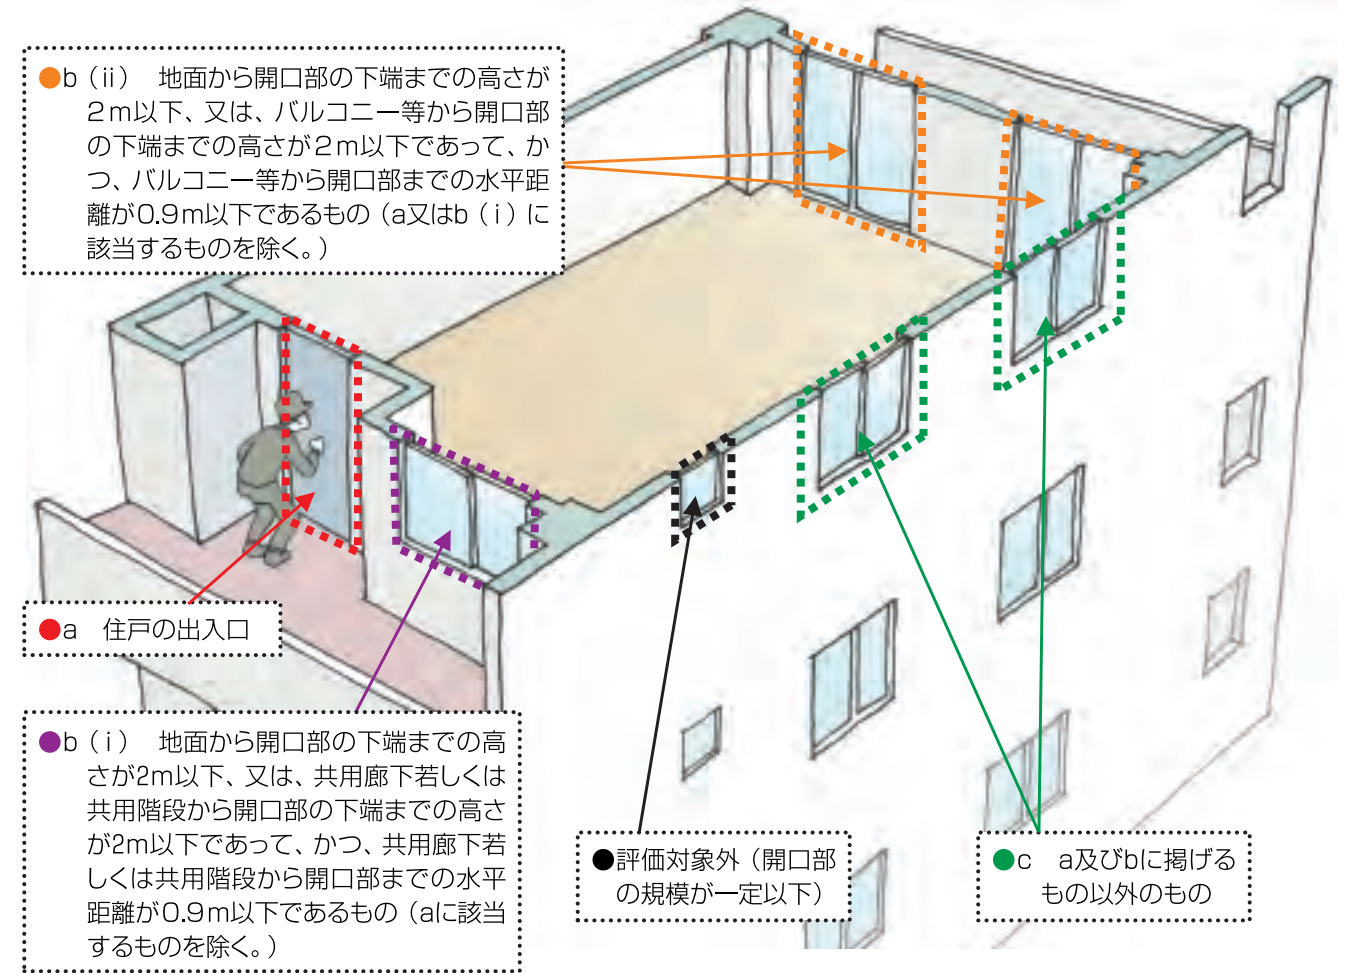 ●b（ii）　地面から開口部の下端までの高さが
2m以下、又は、バルコニー等から開口部
の下端までの高さが2m以下であって、か
つ、バルコニー等から開口部までの水平距
離が0.9m以下であるもの（a又はb（i）に
該当するものを除く。）
●a　住戸の出入口
●b（i）　地面から開口部の下端までの高
さが2m以下、又は、共用廊下若しくは
共用階段から開口部の下端までの高さ
が2m以下であって、かつ、共用廊下若
しくは共用階段から開口部までの水平
距離が0.9m以下であるもの（aに該当
するものを除く。）
●評価対象外（開口部
の規模が一定以下）
●c　a及びbに掲げる
もの以外のもの